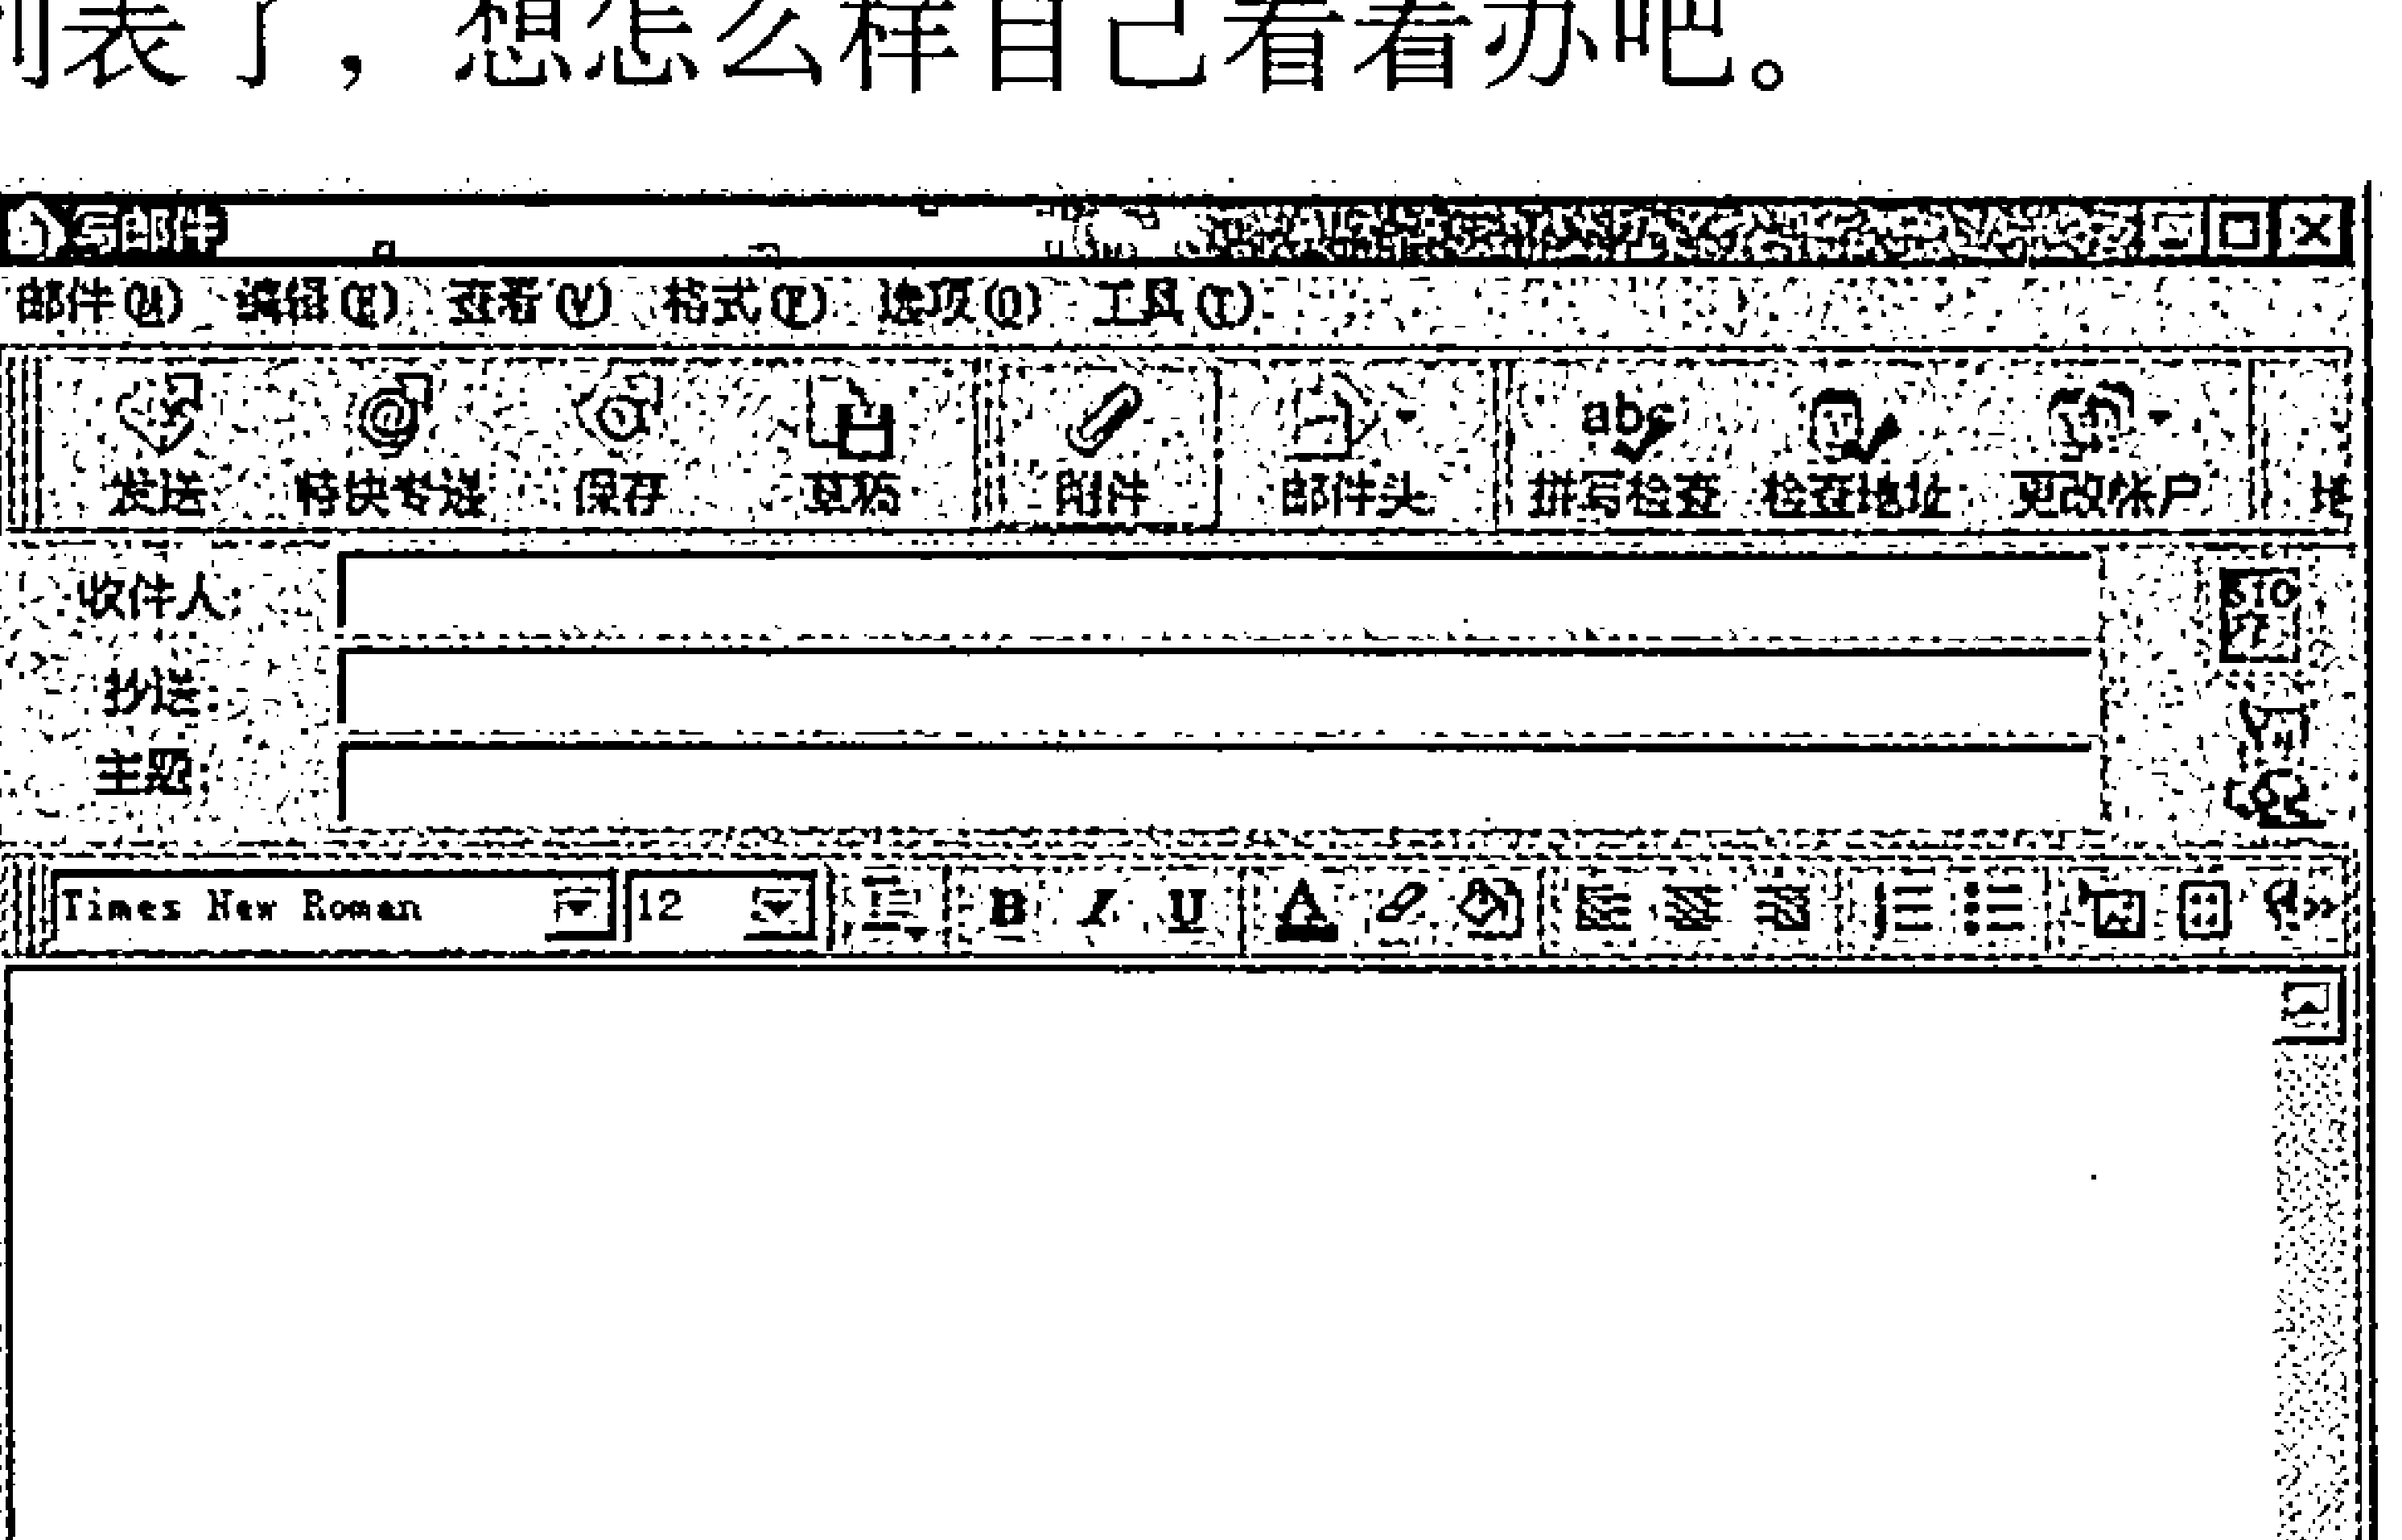 列表了，想怎么样自己看看办吧。
写邮件
邮件(M) 编辑(E) 查看(V) 格式(F) 选项(O) 工具(T)
发送 特快专递 保存 草稿 附件 邮件头 拼写检查 检查地址 更改帐户
收件人:
抄送:
主题:
Times New Roman 12 B I U A